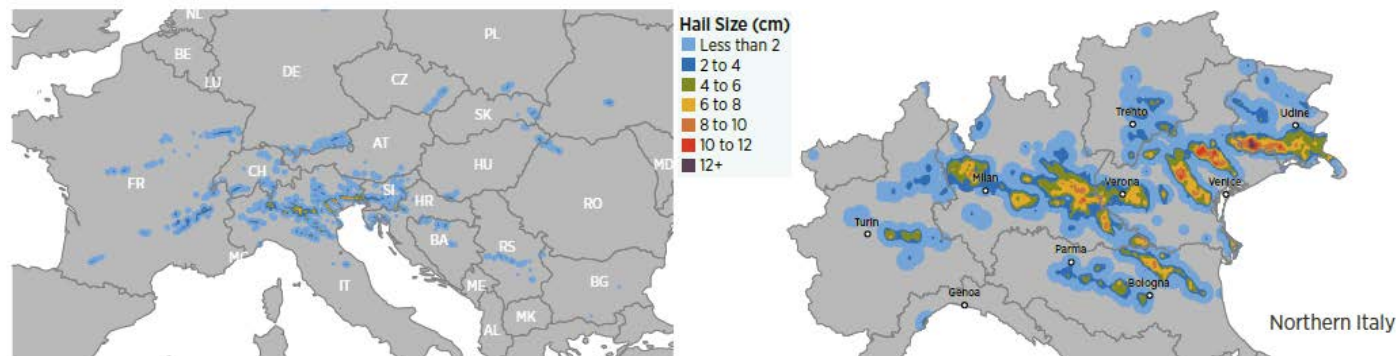 NL
BE
LU
DE
PL
CZ
SK
AT
CH
FR
HU
SI
HR
BA
RS
RO
MD
IT
ME
MK
AL
BG
Hail Size (cm)
Less than 2
2 to 4
4 to 6
6 to 8
8 to 10
10 to 12
12+
Trento
Udine
Milan
Verona
Venice
Turin
Parma
Bologna
Genoa
Northern Italy